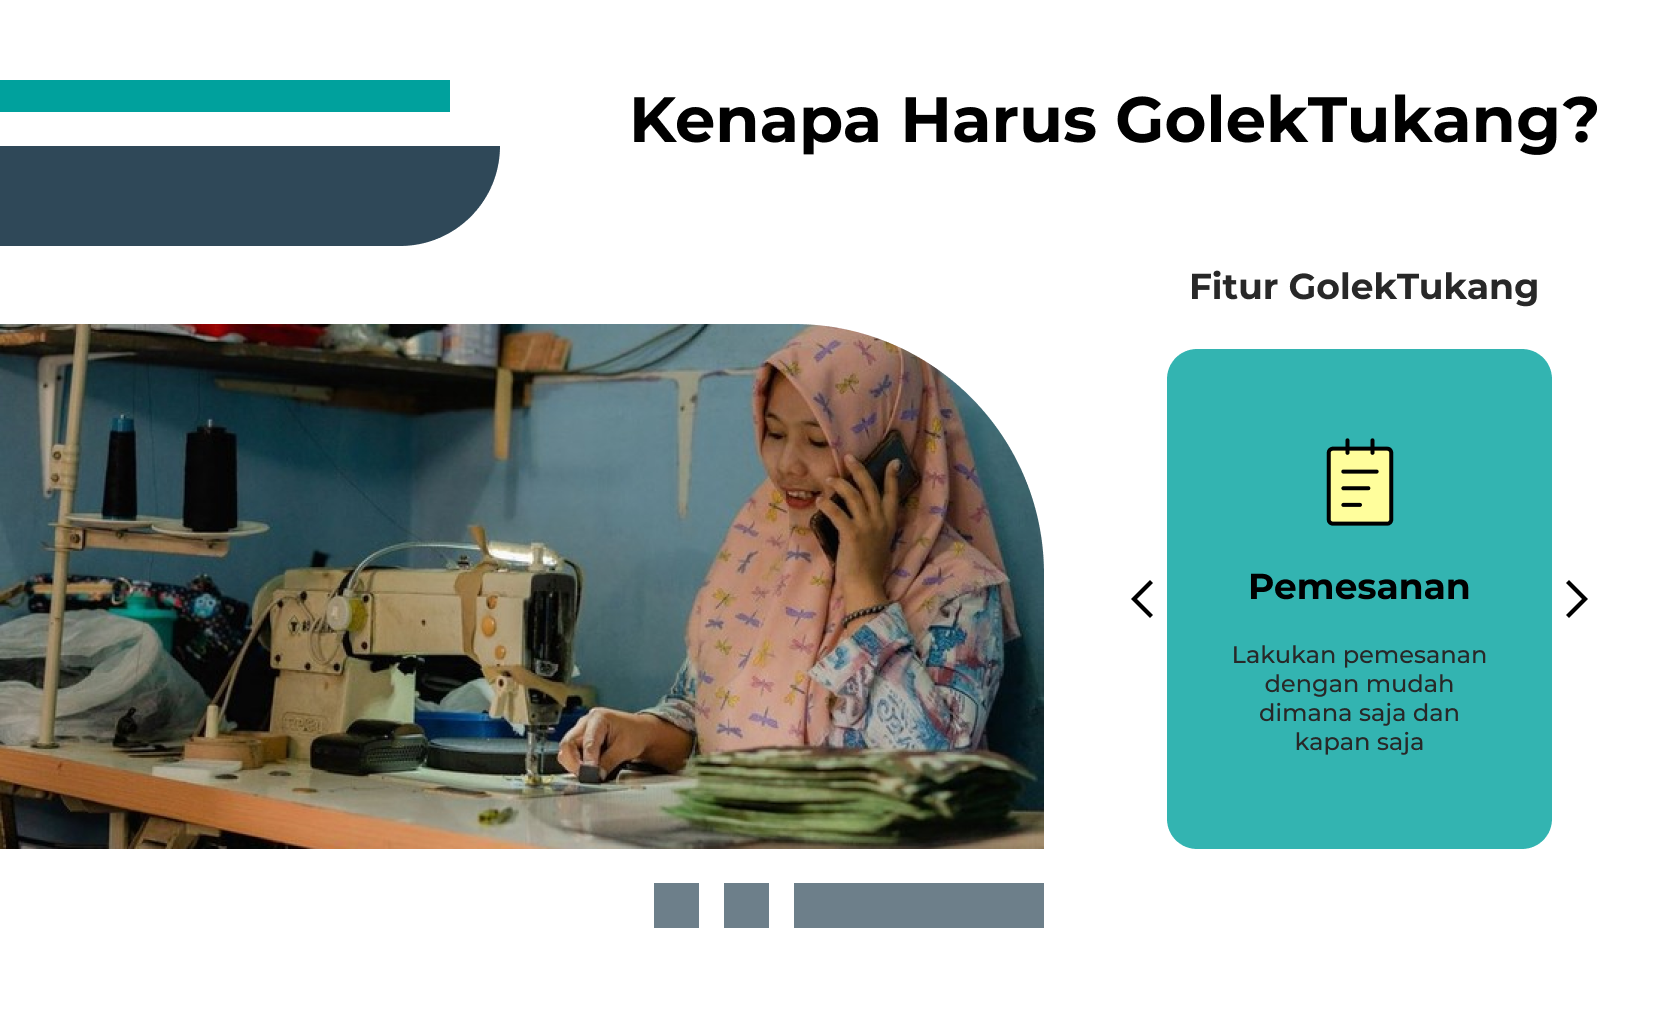 Kenapa Harus GolekTukang?
Fitur GolekTukang
Pemesanan
Lakukan pemesanan
dengan mudah
dimana saja dan
kapan saja